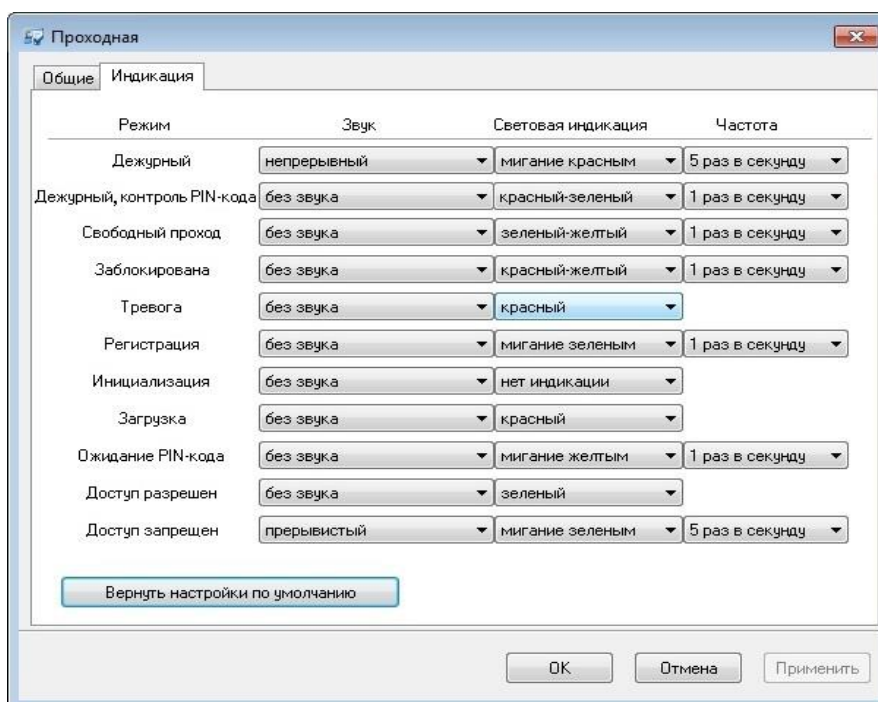 Проходная
Общие Индикация
Режим Звук Световая индикация Частота
Дежурный непрерывный мигание красным 5 раз в секунду
Дежурный, контроль PIN-кода без звука красный-зеленый 1 раз в секунду
Свободный проход без звука зеленый-желтый 1 раз в секунду
Заблокирована без звука красный-желтый 1 раз в секунду
Тревога без звука красный
Регистрация без звука мигание зеленым 1 раз в секунду
Инициализация без звука нет индикации
Загрузка без звука красный
Ожидание PIN-кода без звука мигание желтым 1 раз в секунду
Доступ разрешен без звука зеленый
Доступ запрещен прерывистый мигание зеленым 5 раз в секунду
Вернуть настройки по умолчанию
OK Отмена Применить